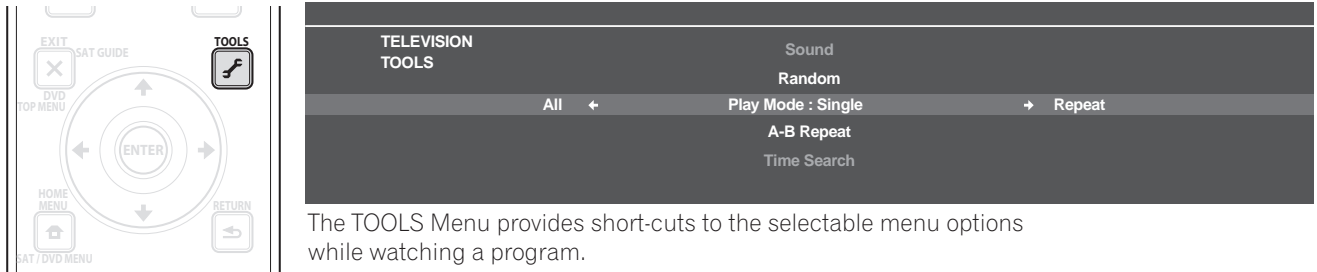 EXIT
SAT GUIDE
TOOLS
DVD
TOP MENU
ENTER
HOME
MENU
RETURN
SAT / DVD MENU
TELEVISION
TOOLS
Sound
Random
All Play Mode : Single Repeat
A-B Repeat
Time Search
The TOOLS Menu provides short-cuts to the selectable menu options
while watching a program.